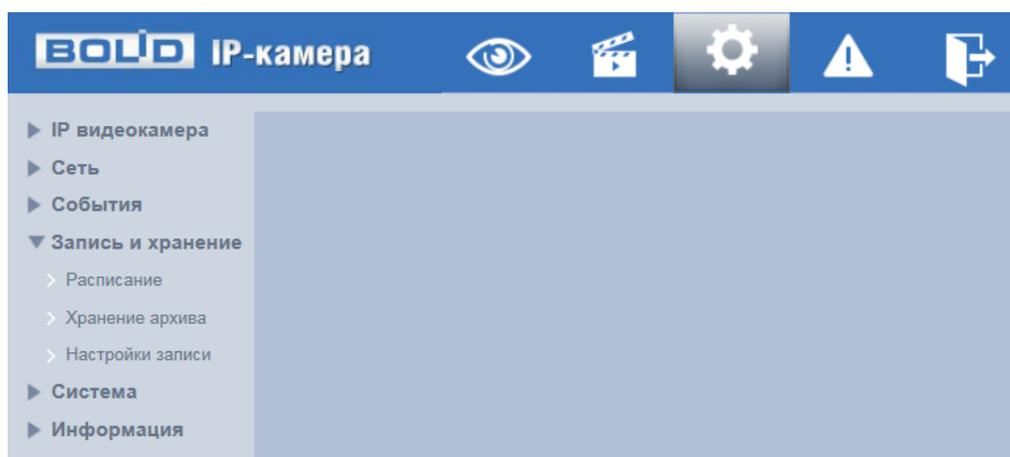 BOLID IP-камера
IP видеокамера
Сеть
События
Запись и хранение
Расписание
Хранение архива
Настройки записи
Система
Информация